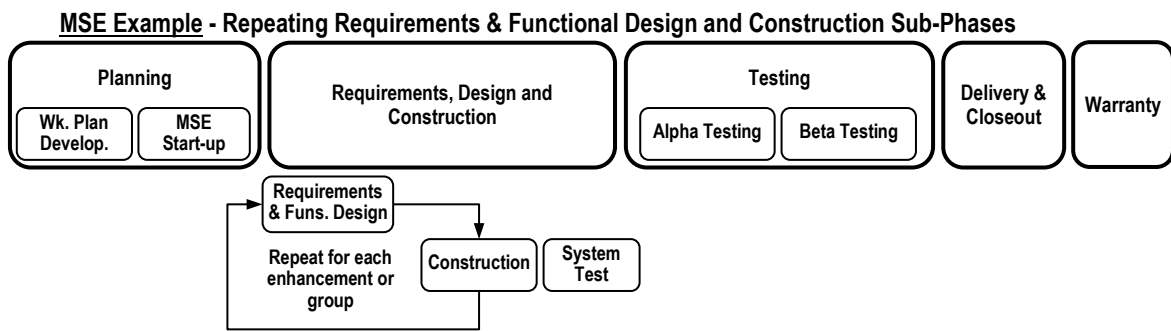 MSE Example - Repeating Requirements & Functional Design and Construction Sub-Phases
Planning
Wk. Plan
Develop.
MSE
Start-up
Requirements, Design and
Construction
Testing
Alpha Testing
Beta Testing
Delivery &
Closeout
Warranty
Requirements
& Funs. Design
Repeat for each
enhancement or
group
Construction
System
Test